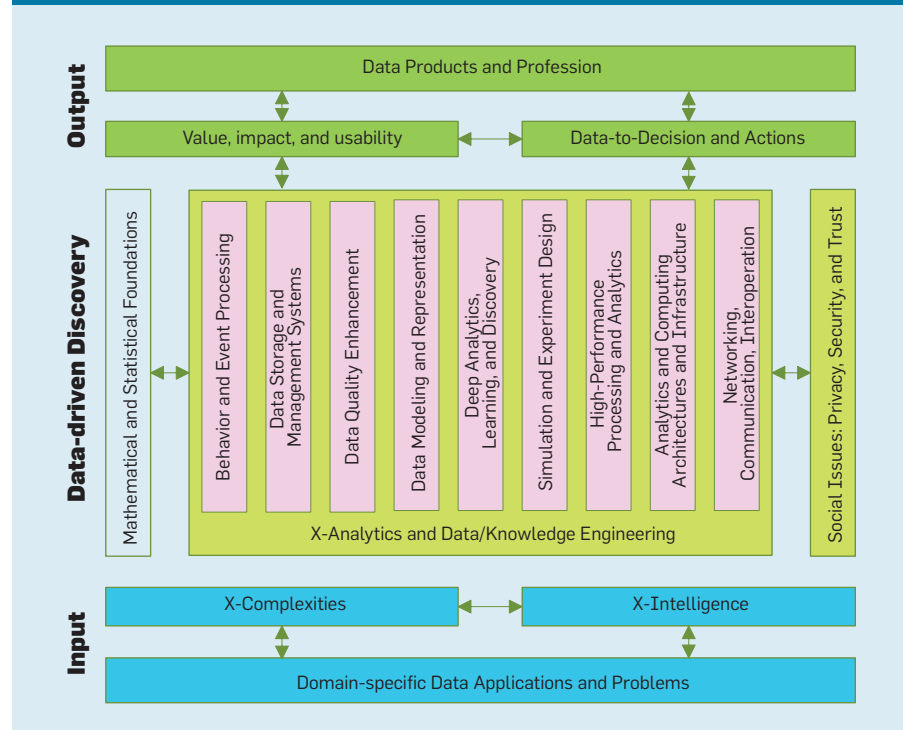 Output
Data Products and Profession
Value, impact, and usability
Data-to-Decision and Actions
Data-driven Discovery
Mathematical and Statistical Foundations
Behavior and Event Processing
Data Storage and
Management Systems
Data Quality Enhancement
Data Modeling and Representation
Deep Analytics,
Learning, and Discovery
Simulation and Experiment Design
High-Performance
Processing and Analytics
Analytics and Computing
Architectures and Infrastructure
Networking,
Communication, Interoperation
X-Analytics and Data/Knowledge Engineering
Social Issues: Privacy, Security, and Trust
Input
X-Complexities
X-Intelligence
Domain-specific Data Applications and Problems